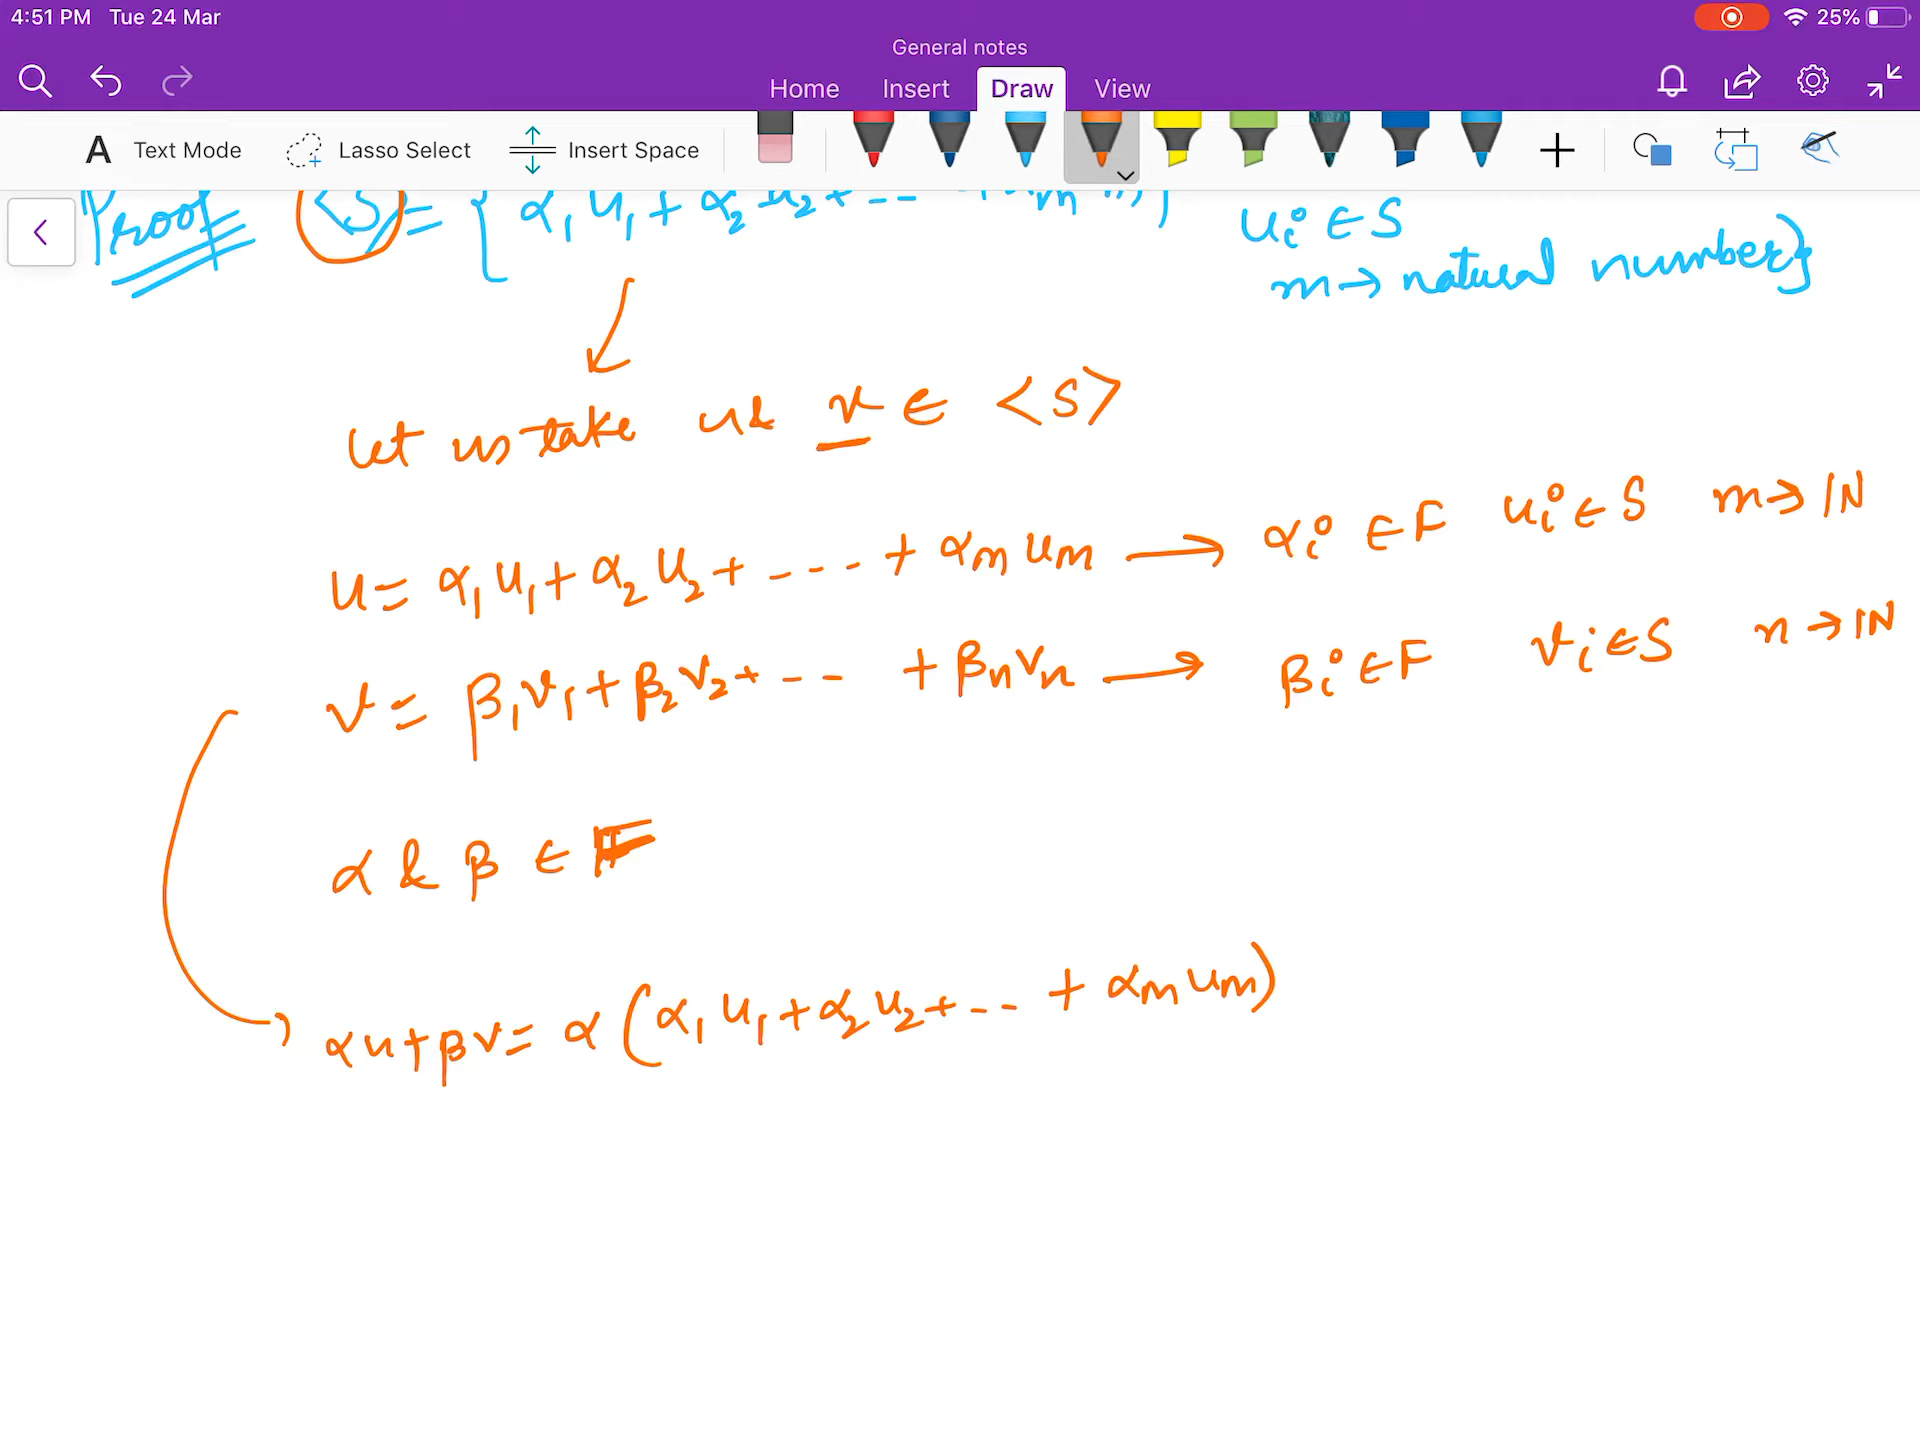 4:51 PM Tue 24 Mar 25%
General notes
Home Insert Draw View
A Text Mode Lasso Select Insert Space
Proof <S> = { α₁u₁ + α₂u₂ + -- uᵢ ∈ S
m → natural number}
let us take u & v ∈ <S>
u = α₁u₁ + α₂u₂ + ---- + αₘuₘ → αᵢ ∈ F uᵢ ∈ S m → IN
v = β₁v₁ + β₂v₂ + --- + βₙvₙ → βᵢ ∈ F vᵢ ∈ S n → IN
α & β ∈ F
αu + βv = α (α₁u₁ + α₂u₂ + --- + αₘuₘ)